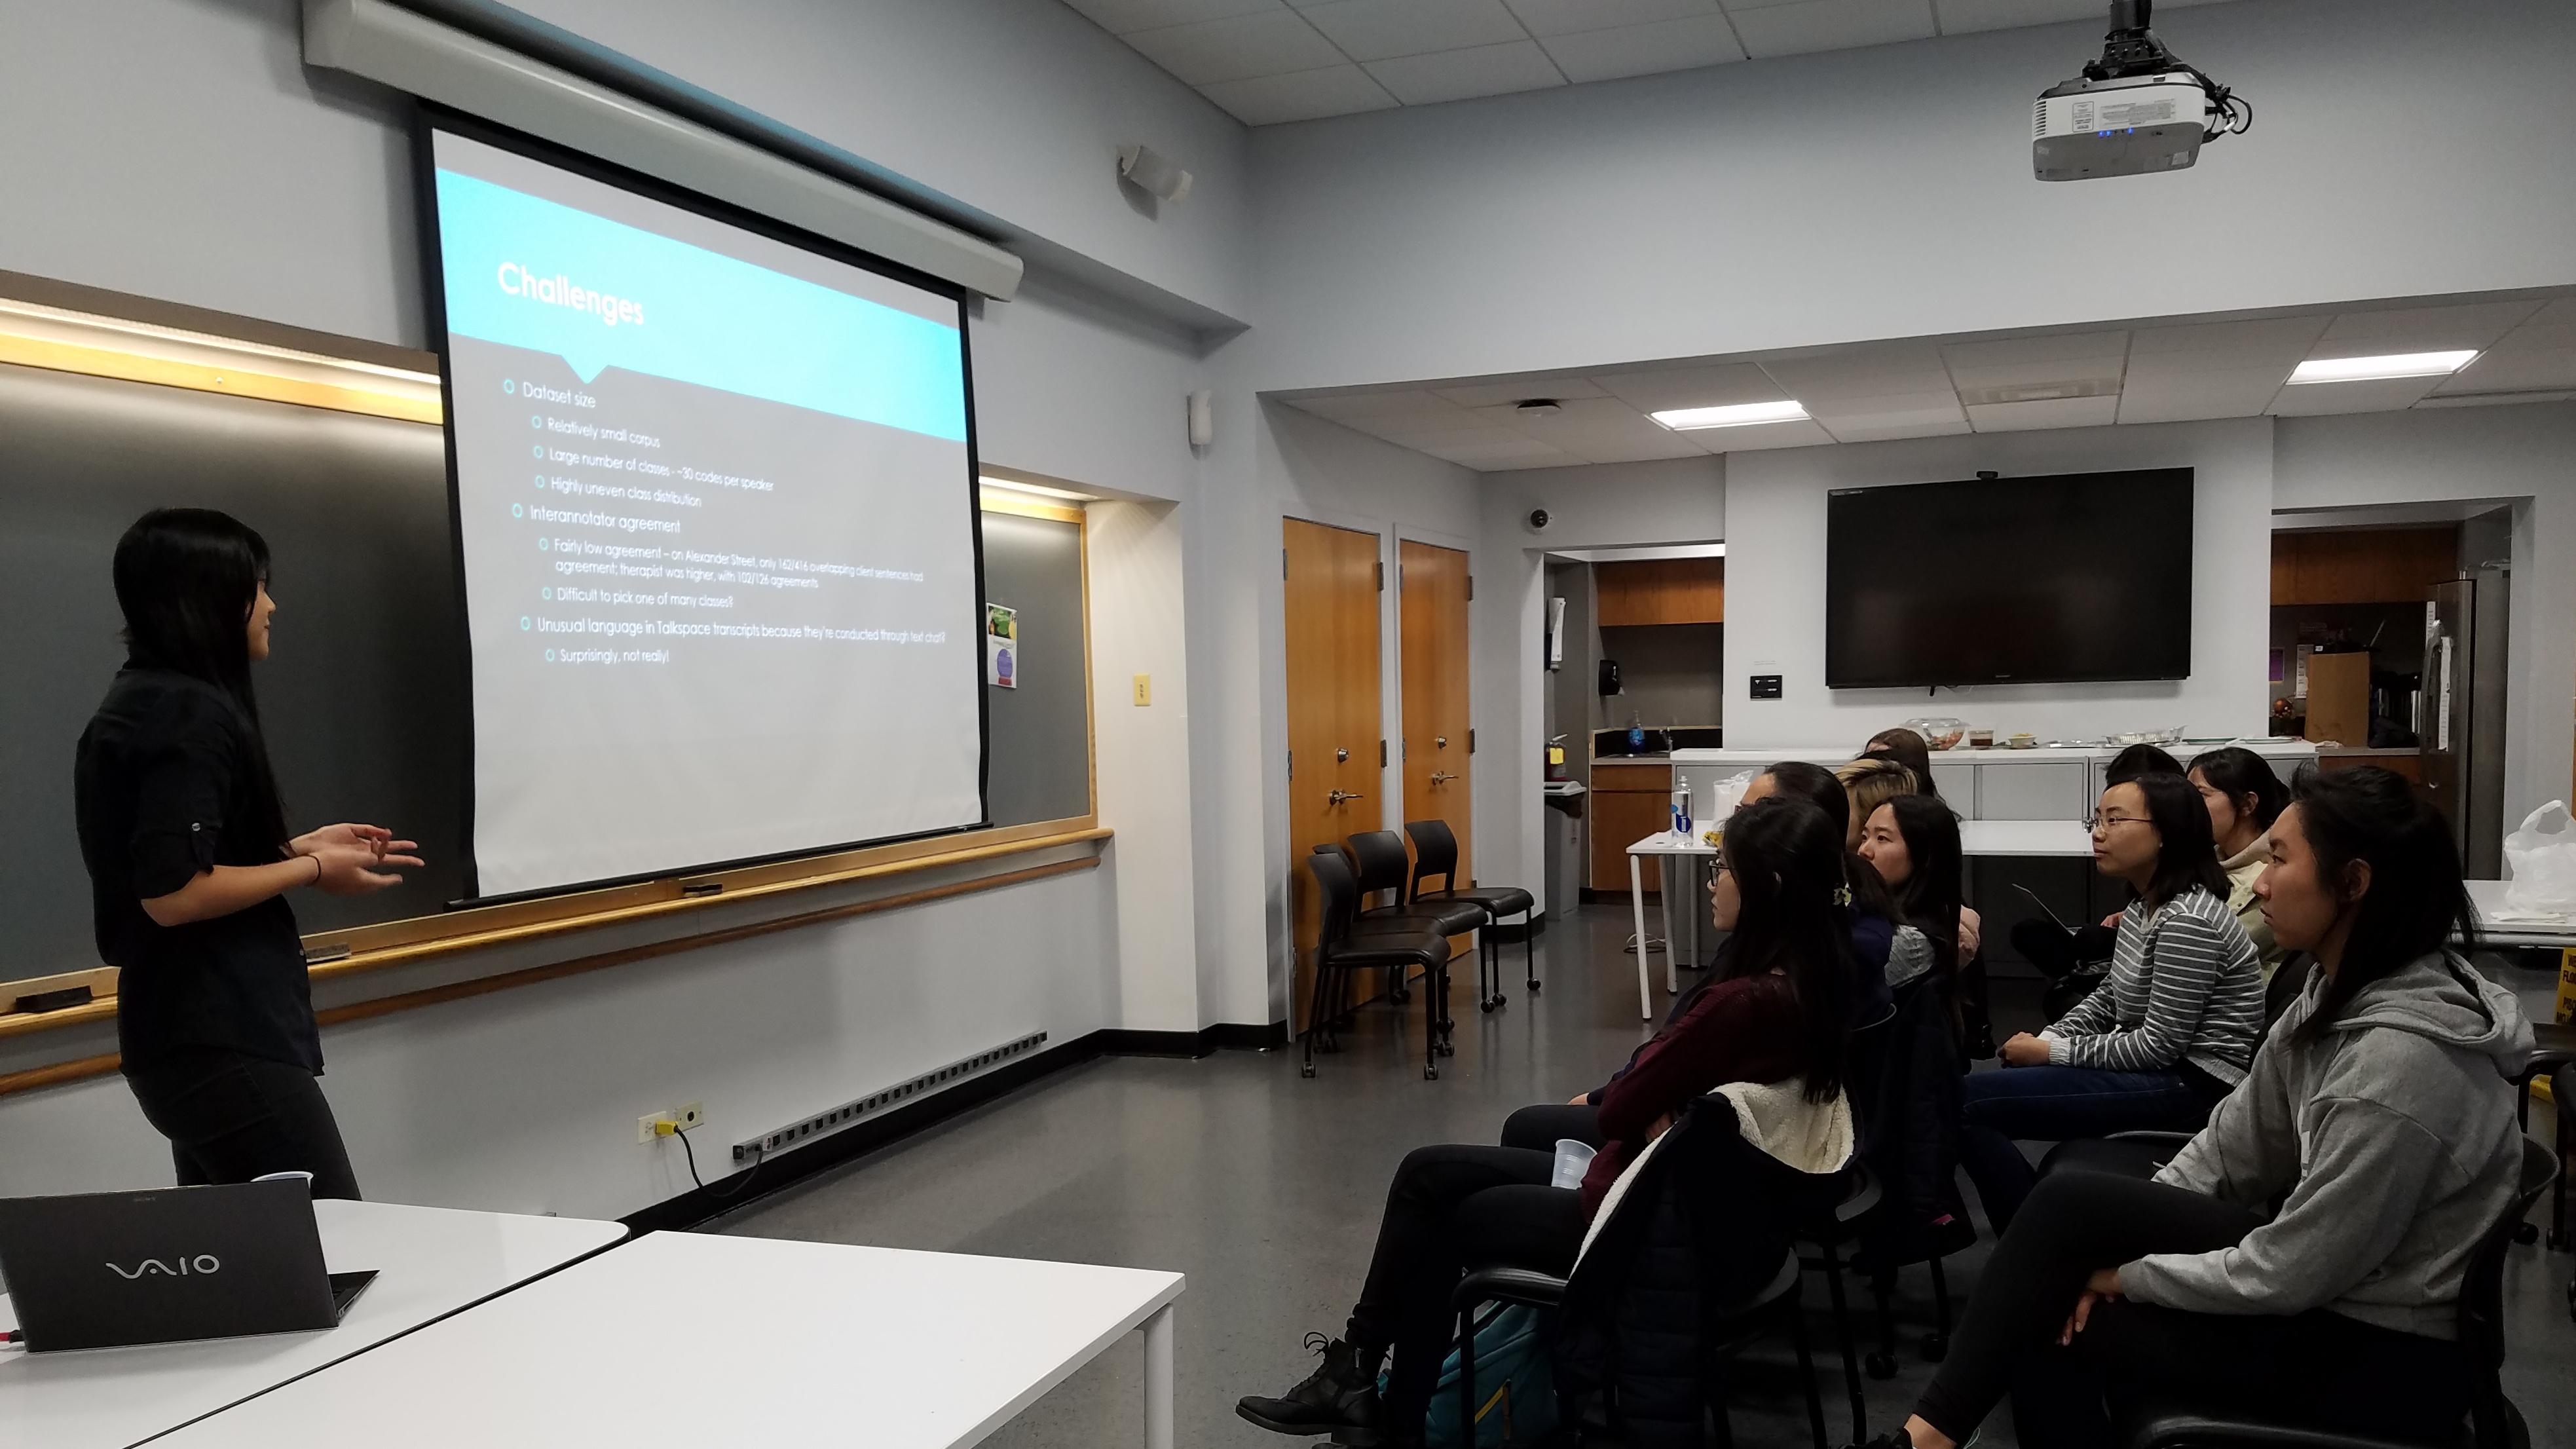 Challenges
Dataset size
Relatively small corpus
Large number of classes - ~30 codes per speaker
Highly uneven class distribution
Interannotator agreement
Fairly low agreement – on Alexander Street, only 162/416 overlapping client sentences had
agreement; therapist was higher, with 102/126 agreements
Difficult to pick one of many classes?
Unusual language in Talkspace transcripts because they're conducted through text chat?
Surprisingly, not really!
VAIO
SONY